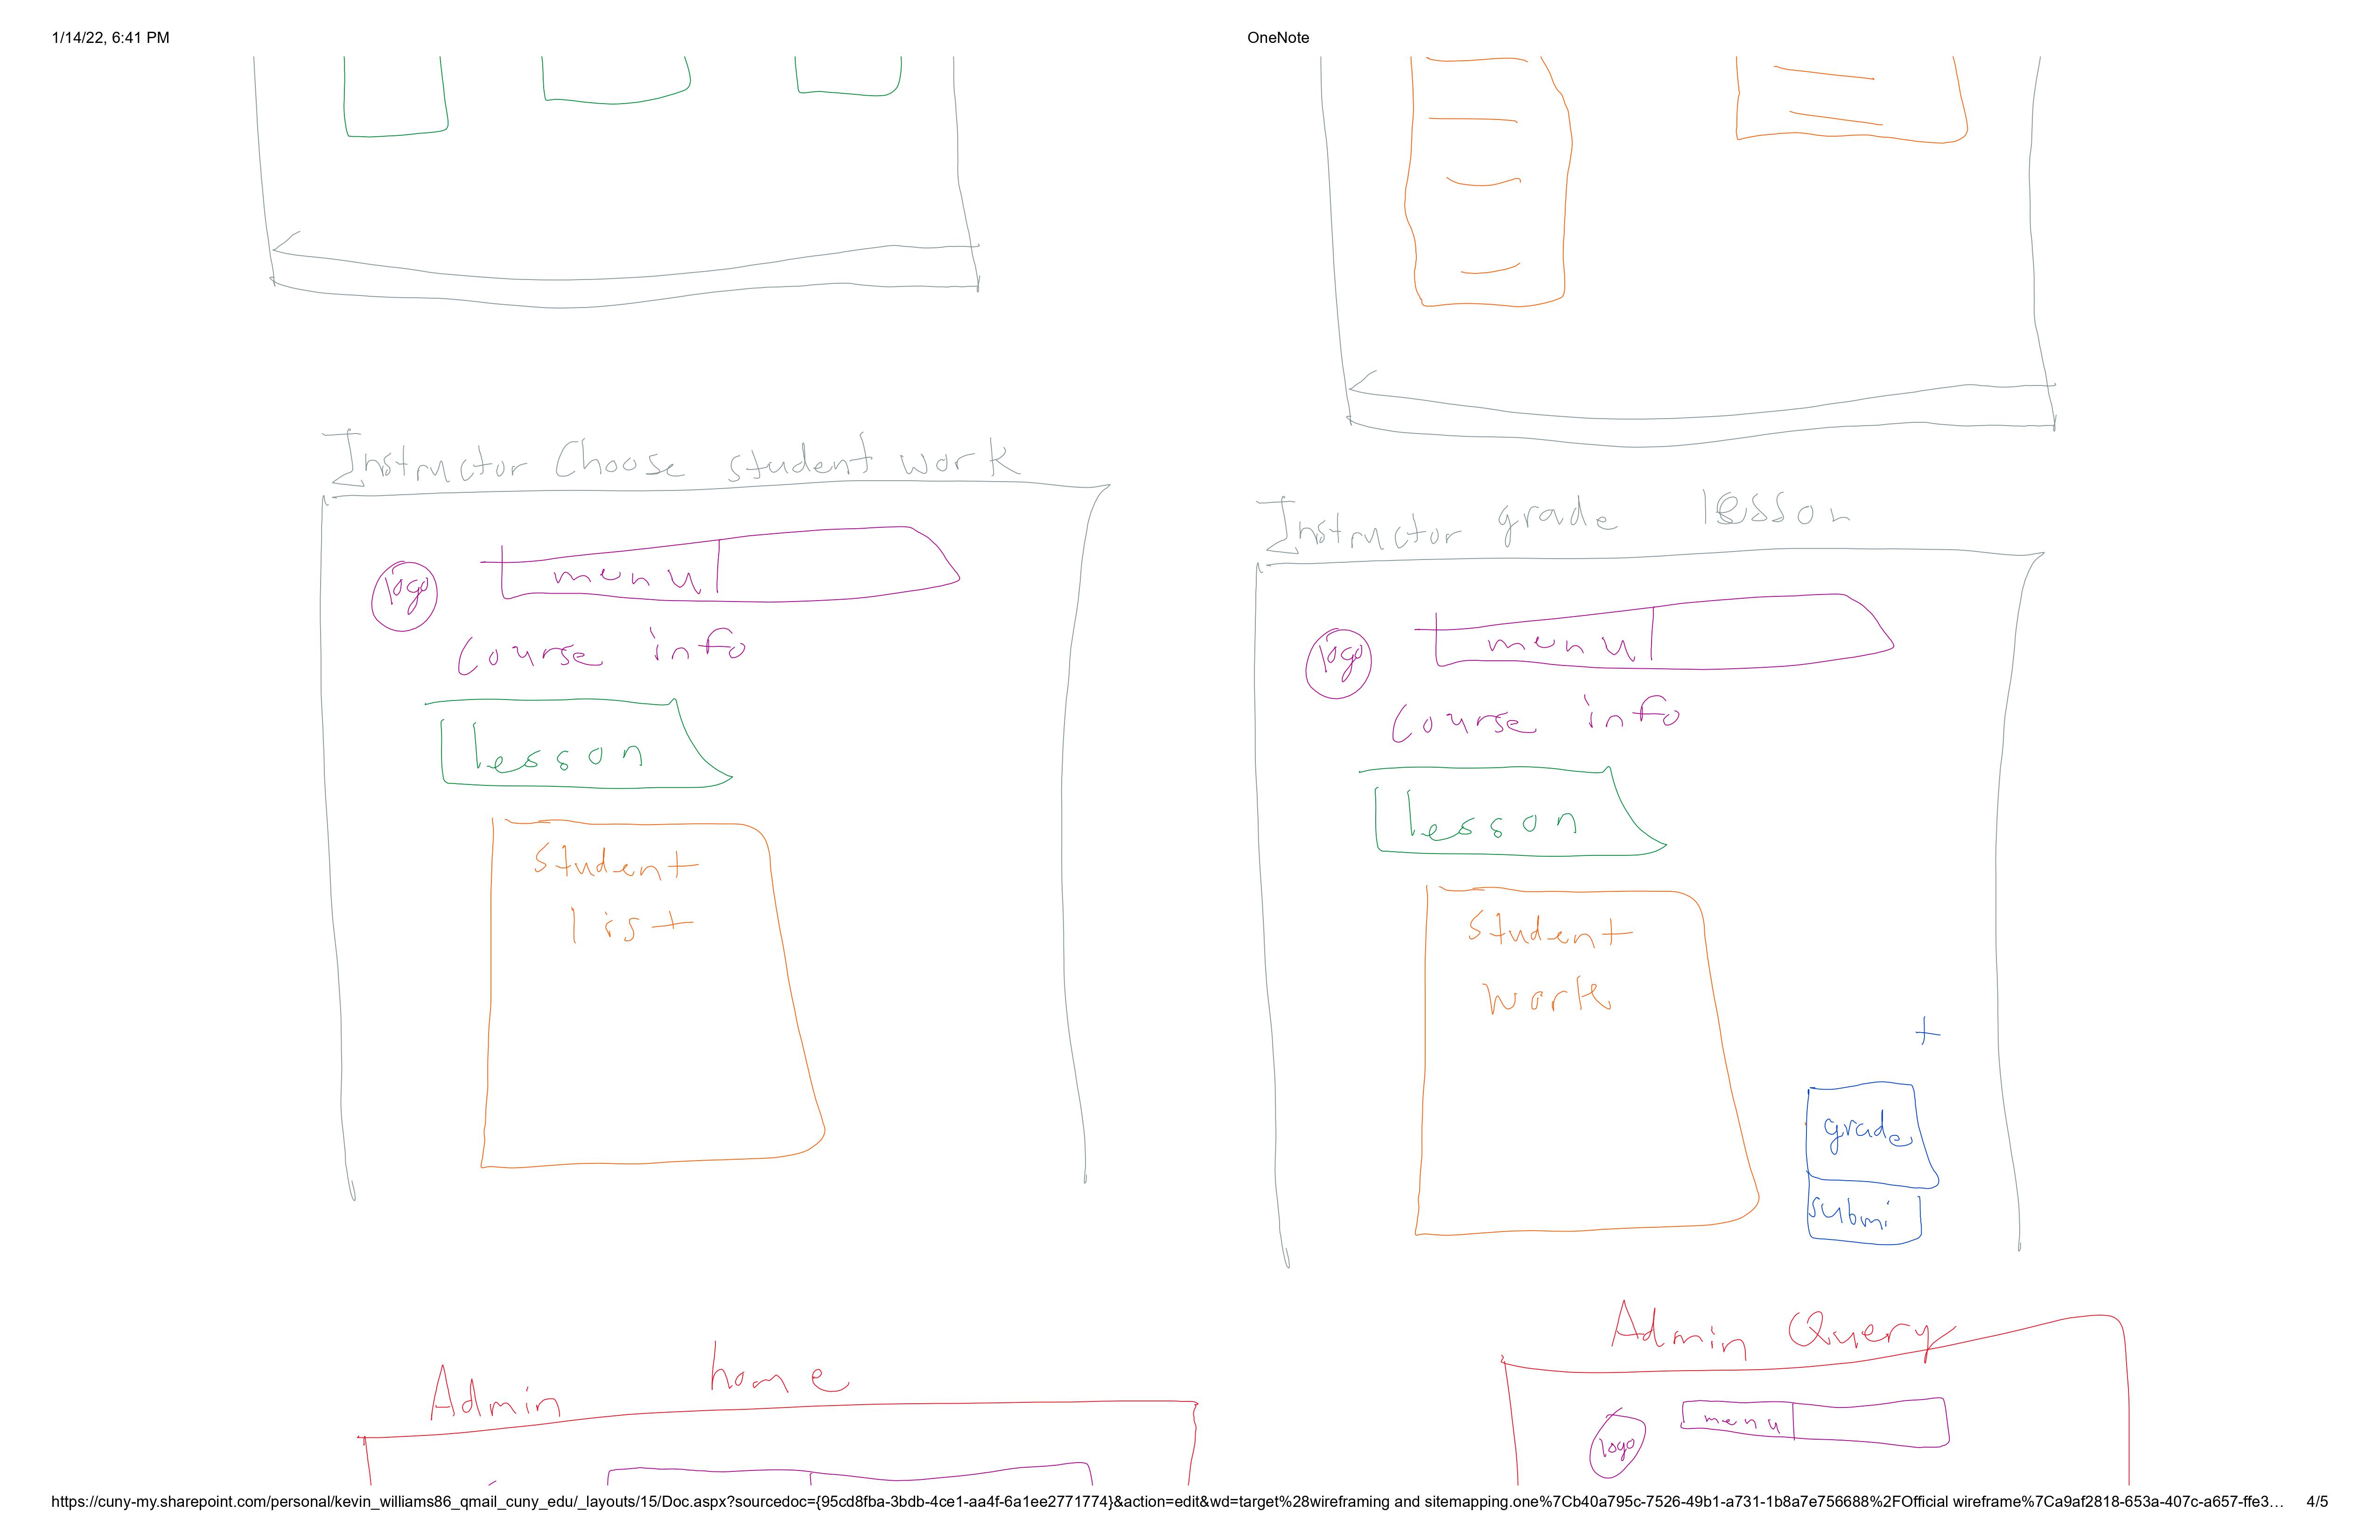 1/14/22, 6:41 PM
OneNote
Instructor Choose student work
logo
menu
Course info
lesson
student
list
Instructor grade lesson
logo
menu
Course info
lesson
student
work
+
grade
submi
Admin home
Admin Query
logo
menu
https://cuny-my.sharepoint.com/personal/kevin_williams86_qmail_cuny_edu/_layouts/15/Doc.aspx?sourcedoc={95cd8fba-3bdb-4ce1-aa4f-6a1ee2771774}&action=edit&wd=target%28wireframing and sitemapping.one%7Cb40a795c-7526-49b1-a731-1b8a7e756688%2FOfficial wireframe%7Ca9af2818-653a-407c-a657-ffe3…
4/5